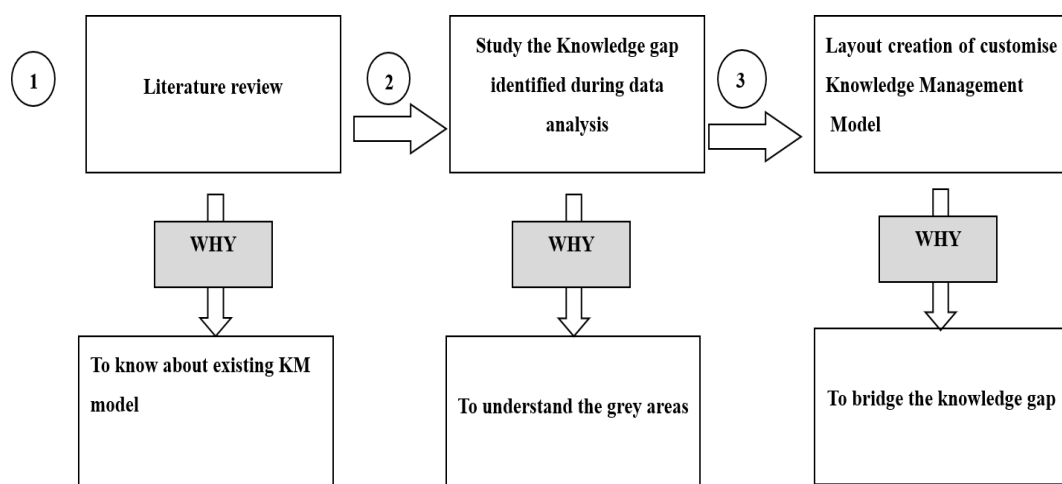 1
Literature review
2
Study the Knowledge gap
identified during data
analysis
3
Layout creation of customise
Knowledge Management
Model
WHY
WHY
WHY
To know about existing KM
model
To understand the grey areas
To bridge the knowledge gap